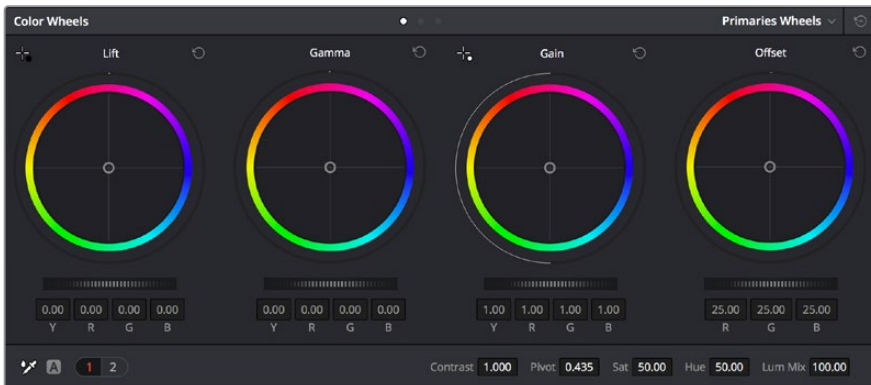 Color Wheels Primaries Wheels
Lift Gamma Gain Offset
0.00 0.00 0.00 0.00 0.00 0.00 0.00 0.00 1.00 1.00 1.00 1.00 25.00 25.00 25.00
Y R G B Y R G B Y R G B R G B
A 1 2 Contrast 1.000 Pivot 0.435 Sat 50.00 Hue 50.00 Lum Mix 100.00